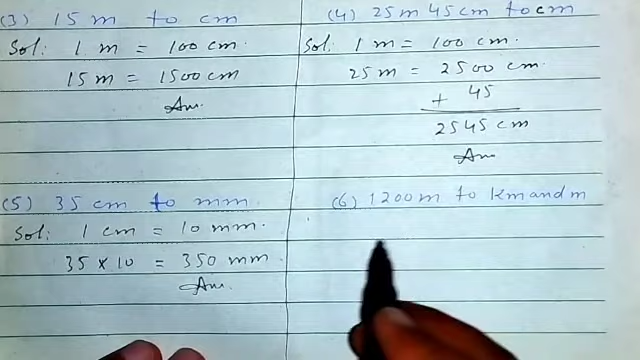 (3) 15 m to cm
Sol: 1 m = 100 cm.
15 m = 1500 cm
Ans.
(4) 25 m 45 cm to cm
Sol: 1 m = 100 cm.
25 m = 2500 cm.
+ 45
2545 cm
Ans
(5) 35 cm to mm
Sol: 1 cm = 10 mm.
35 × 10 = 350 mm.
Ans.
(6) 1200 m to Km and m